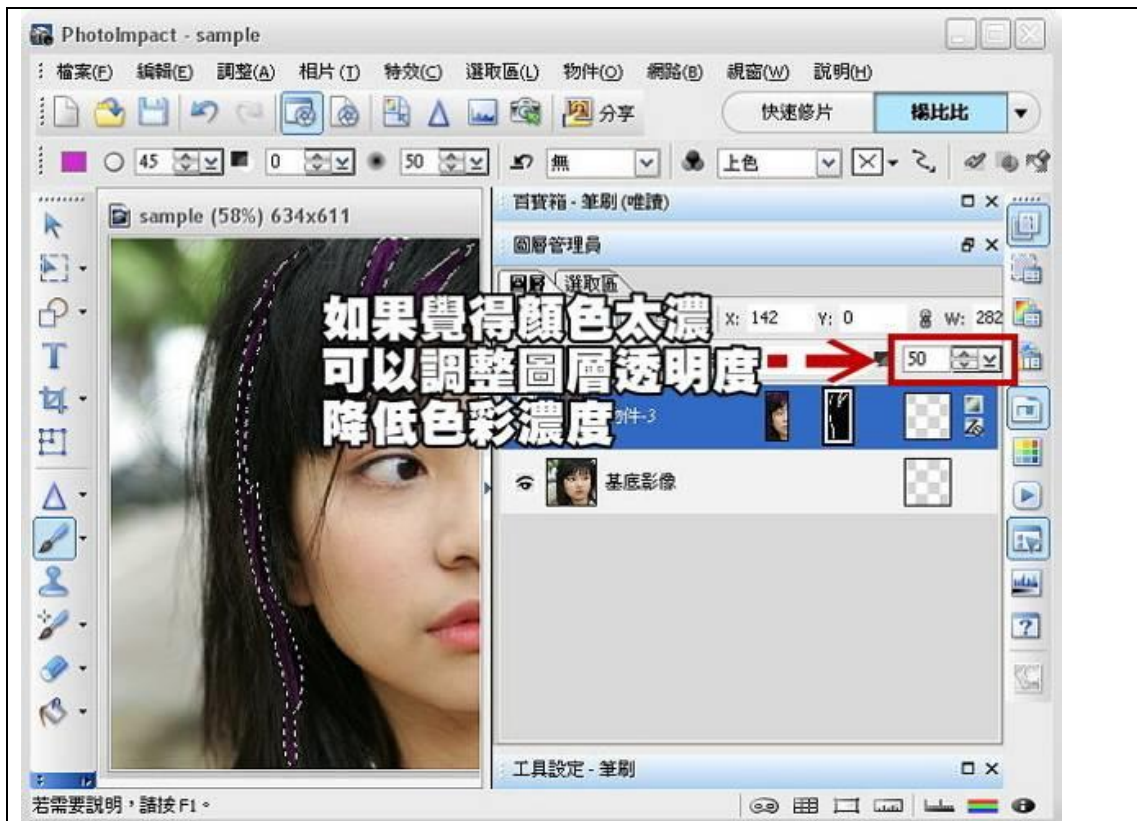 PhotoImpact - sample
檔案(F) 編輯(E) 調整(A) 相片(T) 特效(C) 選取區(L) 物件(O) 網路(B) 視窗(W) 說明(H)
分享 快速修片 楊比比
45 0 50 無 上色
sample (58%) 634x611
百寶箱 - 筆刷 (唯讀)
圖層管理員
圖層 選取區
X: 142 Y: 0 W: 282
50
如果覺得顏色太濃
可以調整圖層透明度
降低色彩濃度
件-3
基底影像
工具設定 - 筆刷
若需要說明，請按 F1。